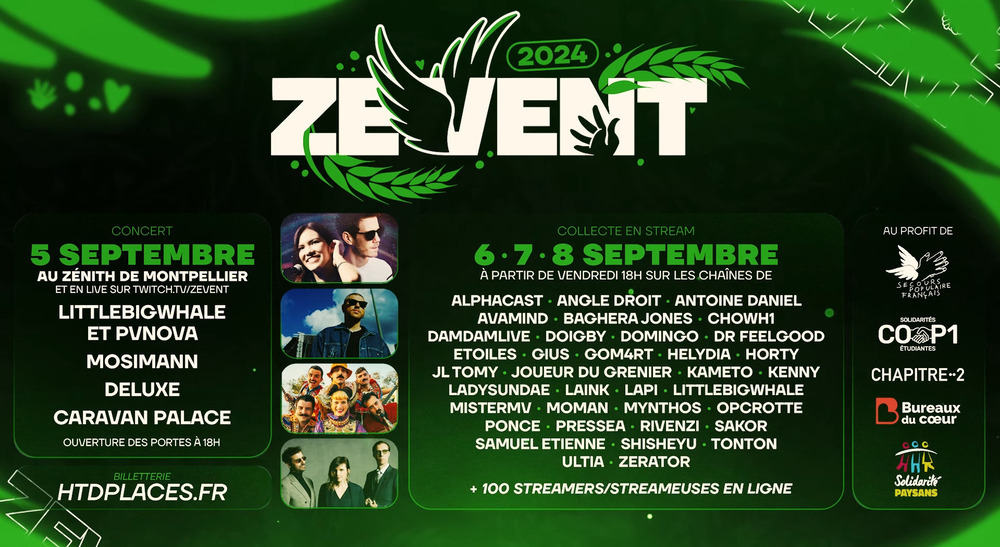 2024
ZEVENT
CONCERT
5 SEPTEMBRE
AU ZÉNITH DE MONTPELLIER
ET EN LIVE SUR TWITCH.TV/ZEVENT
LITTLEBIGWHALE
ET PVNOVA
MOSIMANN
DELUXE
CARAVAN PALACE
OUVERTURE DES PORTES À 18H
BILLETTERIE
HTDPLACES.FR
COLLECTE EN STREAM
6 · 7 · 8 SEPTEMBRE
À PARTIR DE VENDREDI 18H SUR LES CHAÎNES DE
ALPHACAST · ANGLE DROIT · ANTOINE DANIEL
AVAMIND · BAGHERA JONES · CHOWH1
DAMDAMLIVE · DOIGBY · DOMINGO · DR FEELGOOD
ETOILES · GIUS · GOM4RT · HELYDIA · HORTY
JL TOMY · JOUEUR DU GRENIER · KAMETO · KENNY
LADYSUNDAE · LAINK · LAPI · LITTLEBIGWHALE
MISTERMV · MOMAN · MYNTHOS · OPCROTTE
PONCE · PRESSEA · RIVENZI · SAKOR
SAMUEL ETIENNE · SHISHEYU · TONTON
ULTIA · ZERATOR
+ 100 STREAMERS/STREAMEUSES EN LIGNE
AU PROFIT DE
SECOURS
POPULAIRE
FRANÇAIS
SOLIDARITÉS
COP1
ÉTUDIANTES
CHAPITRE··2
Bureaux
du cœur
Solidarité
PAYSANS
ZEV